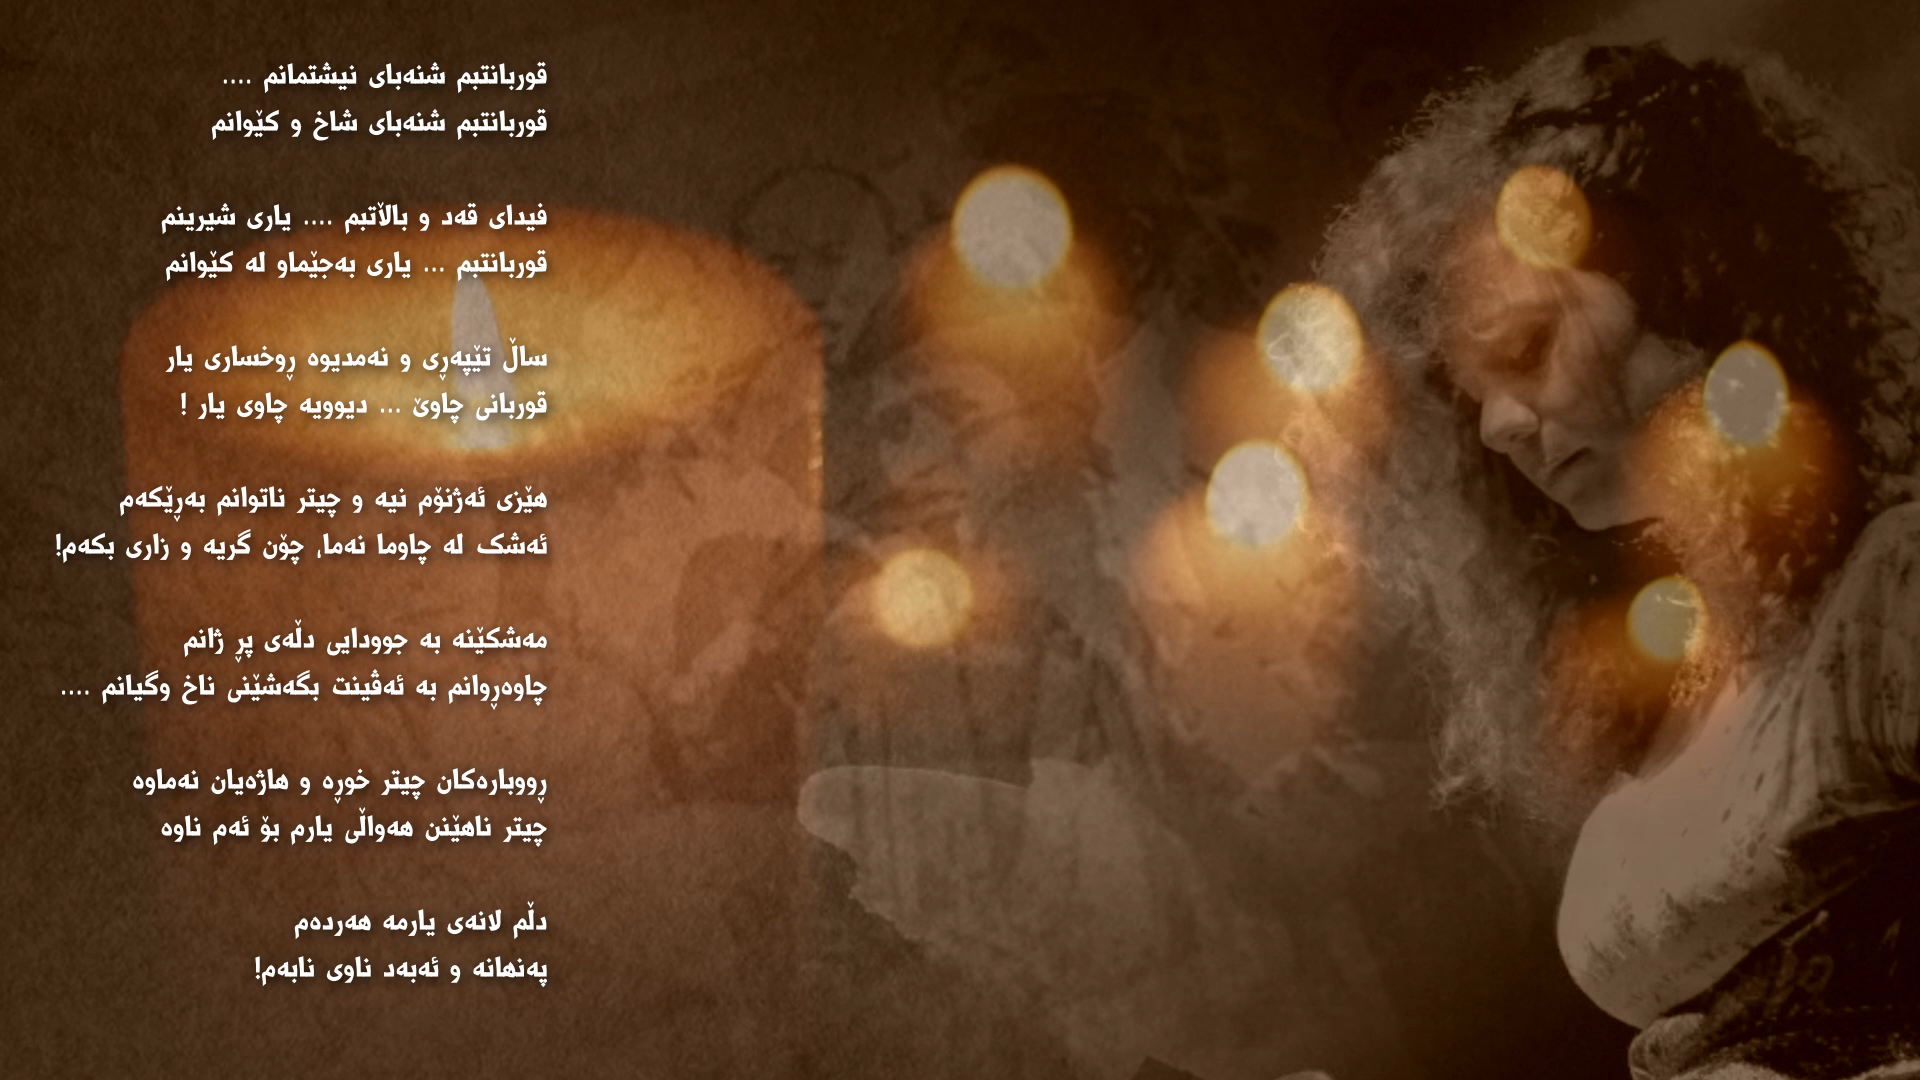 قوربانتبم شنەبای نیشتمانم ....
قوربانتبم شنەبای شاخ و کێوانم
فیدای قەد و بالاٚتبم .... یاری شیرینم
قوربانتبم ... یاری بەجێماو لە کێوانم
ساڵ تێپەڕی و نەمدیوە ڕوخساری یار
قوربانی چاوێ ... دیوویە چاوی یار !
هێزی ئەژنۆم نیە و چیتر ناتوانم بەڕێکەم
ئەشک لە چاوما نەما، چۆن گریە و زاری بکەم!
مەشکێنە بە جوودایی دڵەی پڕ ژانم
چاوەڕوانم بە ئەڤینت بگەشێنی ناخ وگیانم ....
ڕووبارەکان چیتر خوڕە و هاژەیان نەماوە
چیتر ناهێنن هەواڵی یارم بۆ ئەم ناوە
دڵم لانەی یارمە هەردەم
پەنهانە و ئەبەد ناوی نابەم!